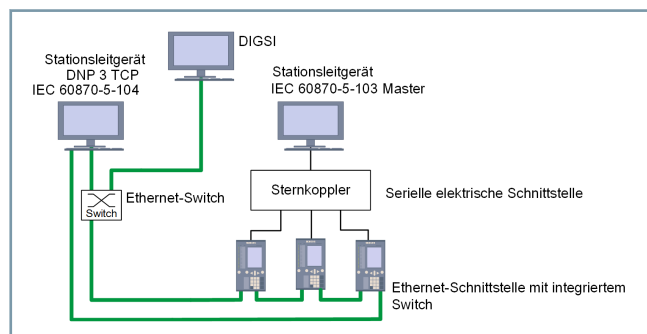 DIGSI
Stationsleitgerät
DNP 3 TCP
IEC 60870-5-104
Stationsleitgerät
IEC 60870-5-103 Master
Sternkoppler
Serielle elektrische Schnittstelle
Ethernet-Switch
Switch
Ethernet-Schnittstelle mit integriertem
Switch